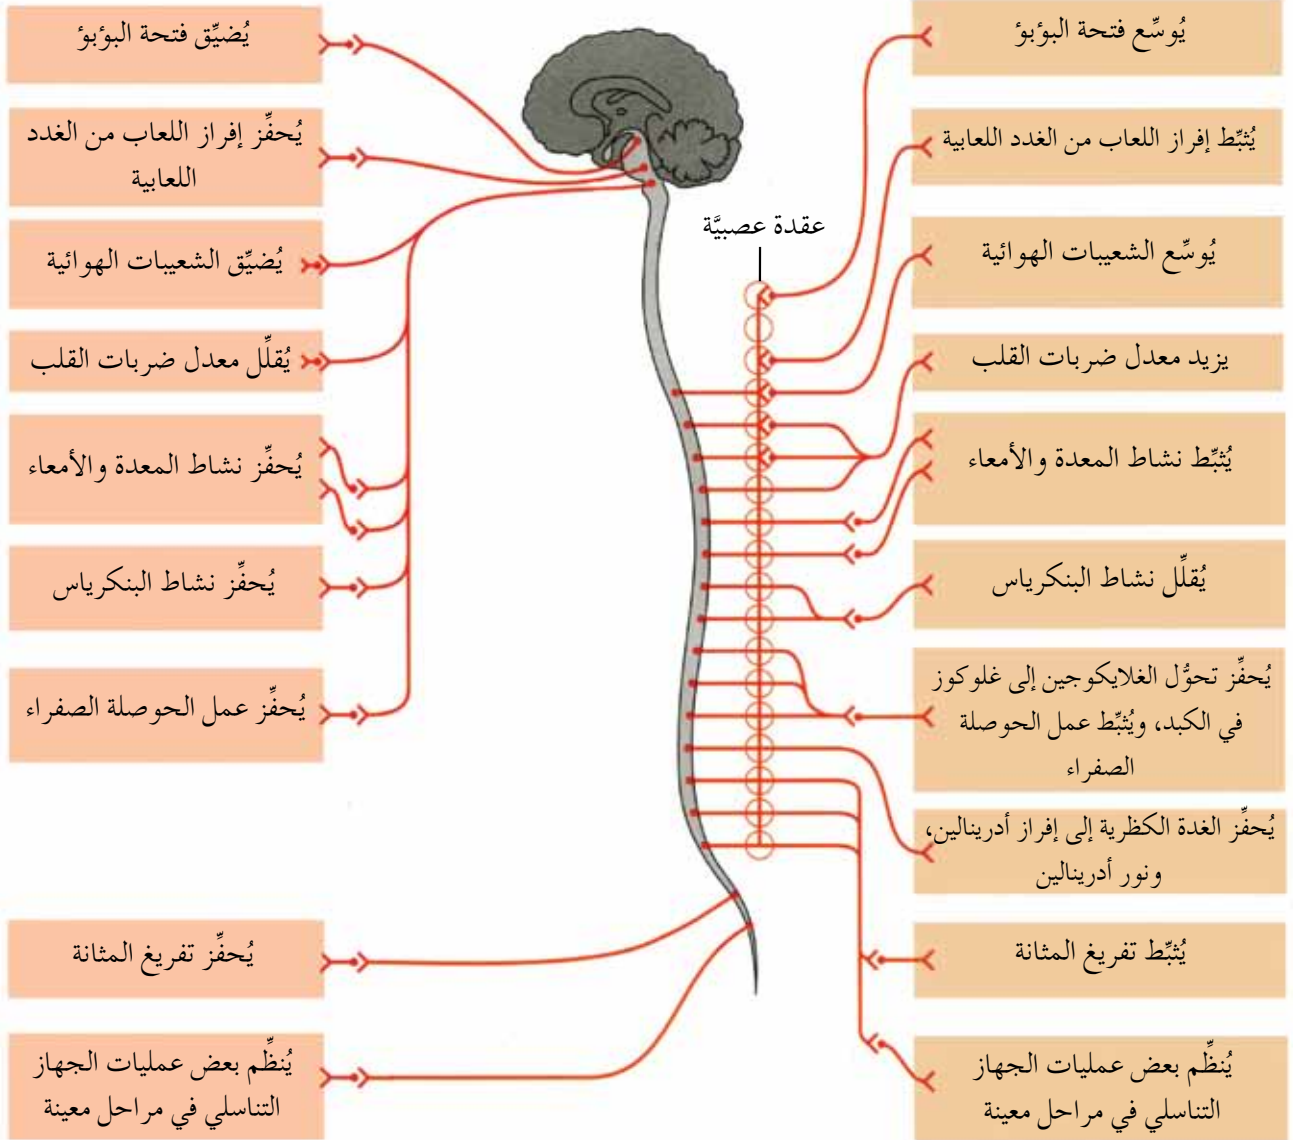 يُوسِّع فتحة البؤبؤ
يُثبِّط إفراز اللعاب من الغدد اللعابية
يُوسِّع الشعيبات الهوائية
يزيد معدل ضربات القلب
يُثبِّط نشاط المعدة والأمعاء
يُقلِّل نشاط البنكرياس
يُحفِّز تحوُّل الغلايكوجين إلى غلوكوز
في الكبد، ويُثبِّط عمل الحوصلة
الصفراء
يُحفِّز الغدة الكظرية إلى إفراز أدرينالين،
ونور أدرينالين
يُثبِّط تفريغ المثانة
يُنظِّم بعض عمليات الجهاز
التناسلي في مراحل معينة
عقدة عصبيَّة
يُضيِّق فتحة البؤبؤ
يُحفِّز إفراز اللعاب من الغدد
اللعابية
يُضيِّق الشعيبات الهوائية
يُقلِّل معدل ضربات القلب
يُحفِّز نشاط المعدة والأمعاء
يُحفِّز نشاط البنكرياس
يُحفِّز عمل الحوصلة الصفراء
يُحفِّز تفريغ المثانة
يُنظِّم بعض عمليات الجهاز
التناسلي في مراحل معينة